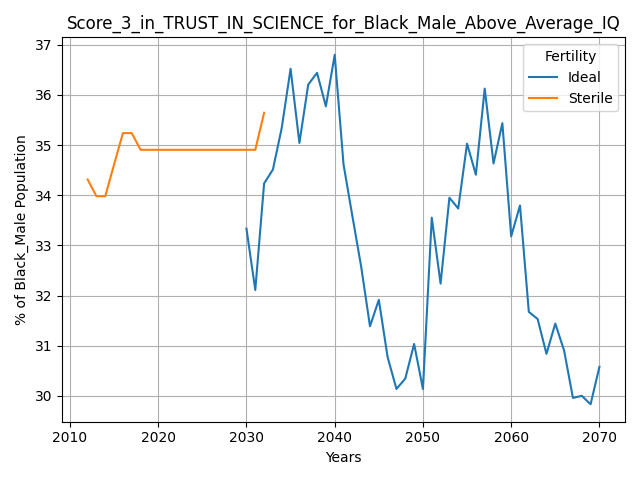 Score_3_in_TRUST_IN_SCIENCE_for_Black_Male_Above_Average_IQ
37
36
35
34
33
32
31
30
% of Black_Male Population
Fertility
Ideal
Sterile
2010 2020 2030 2040 2050 2060 2070
Years